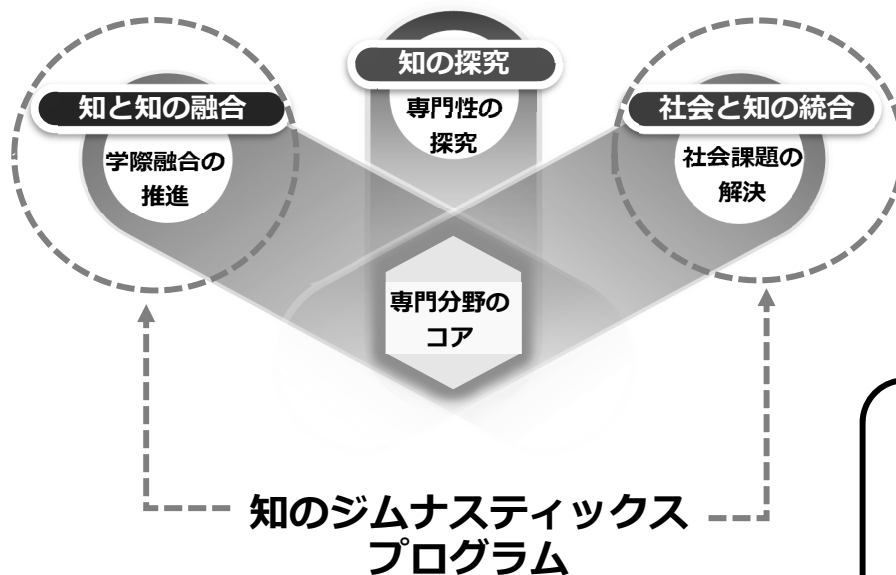 知の探究
専門性の
探究
知と知の融合
学際融合の
推進
社会と知の統合
社会課題の
解決
専門分野の
コア
知のジムナスティックス
プログラム